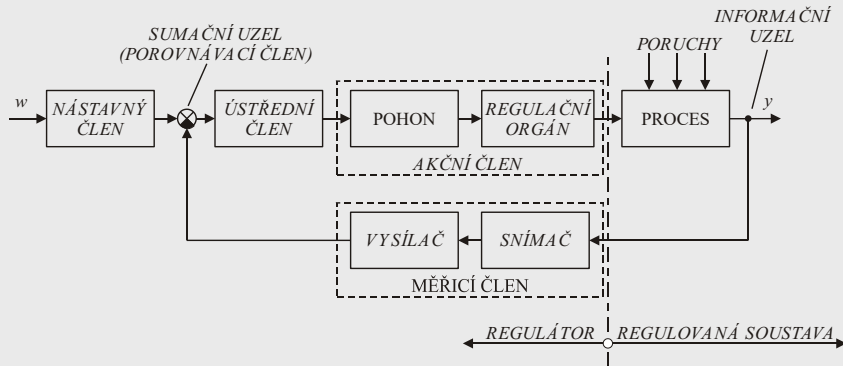 SUMAČNÍ UZEL
(POROVNÁVACÍ ČLEN)
INFORMAČNÍ
UZEL
PORUCHY
w
NÁSTAVNÝ
ČLEN
ÚSTŘEDNÍ
ČLEN
POHON
REGULAČNÍ
ORGÁN
AKČNÍ ČLEN
PROCES
y
VYSÍLAČ
SNÍMAČ
MĚŘICÍ ČLEN
REGULÁTOR
REGULOVANÁ SOUSTAVA